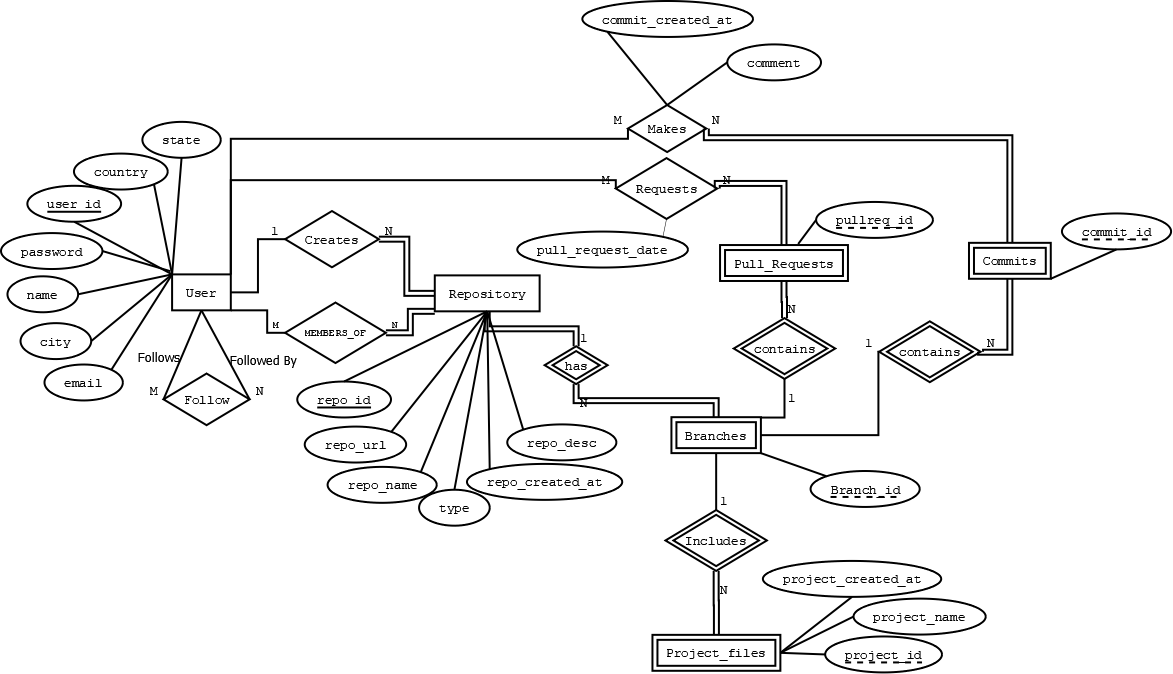 commit_created_at
comment
M
Makes
N
state
country
user_id
password
name
city
email
User
M
Requests
N
pull_request_date
pullreq_id
Pull_Requests
commit_id
Commits
1
Creates
N
Repository
M
MEMBERS_OF
N
Follows
Followed By
M
Follow
N
repo_id
repo_url
repo_name
type
repo_created_at
repo_desc
1
has
N
N
contains
1
1
contains
N
Branches
Branch_id
1
Includes
N
project_created_at
project_name
project_id
Project_files